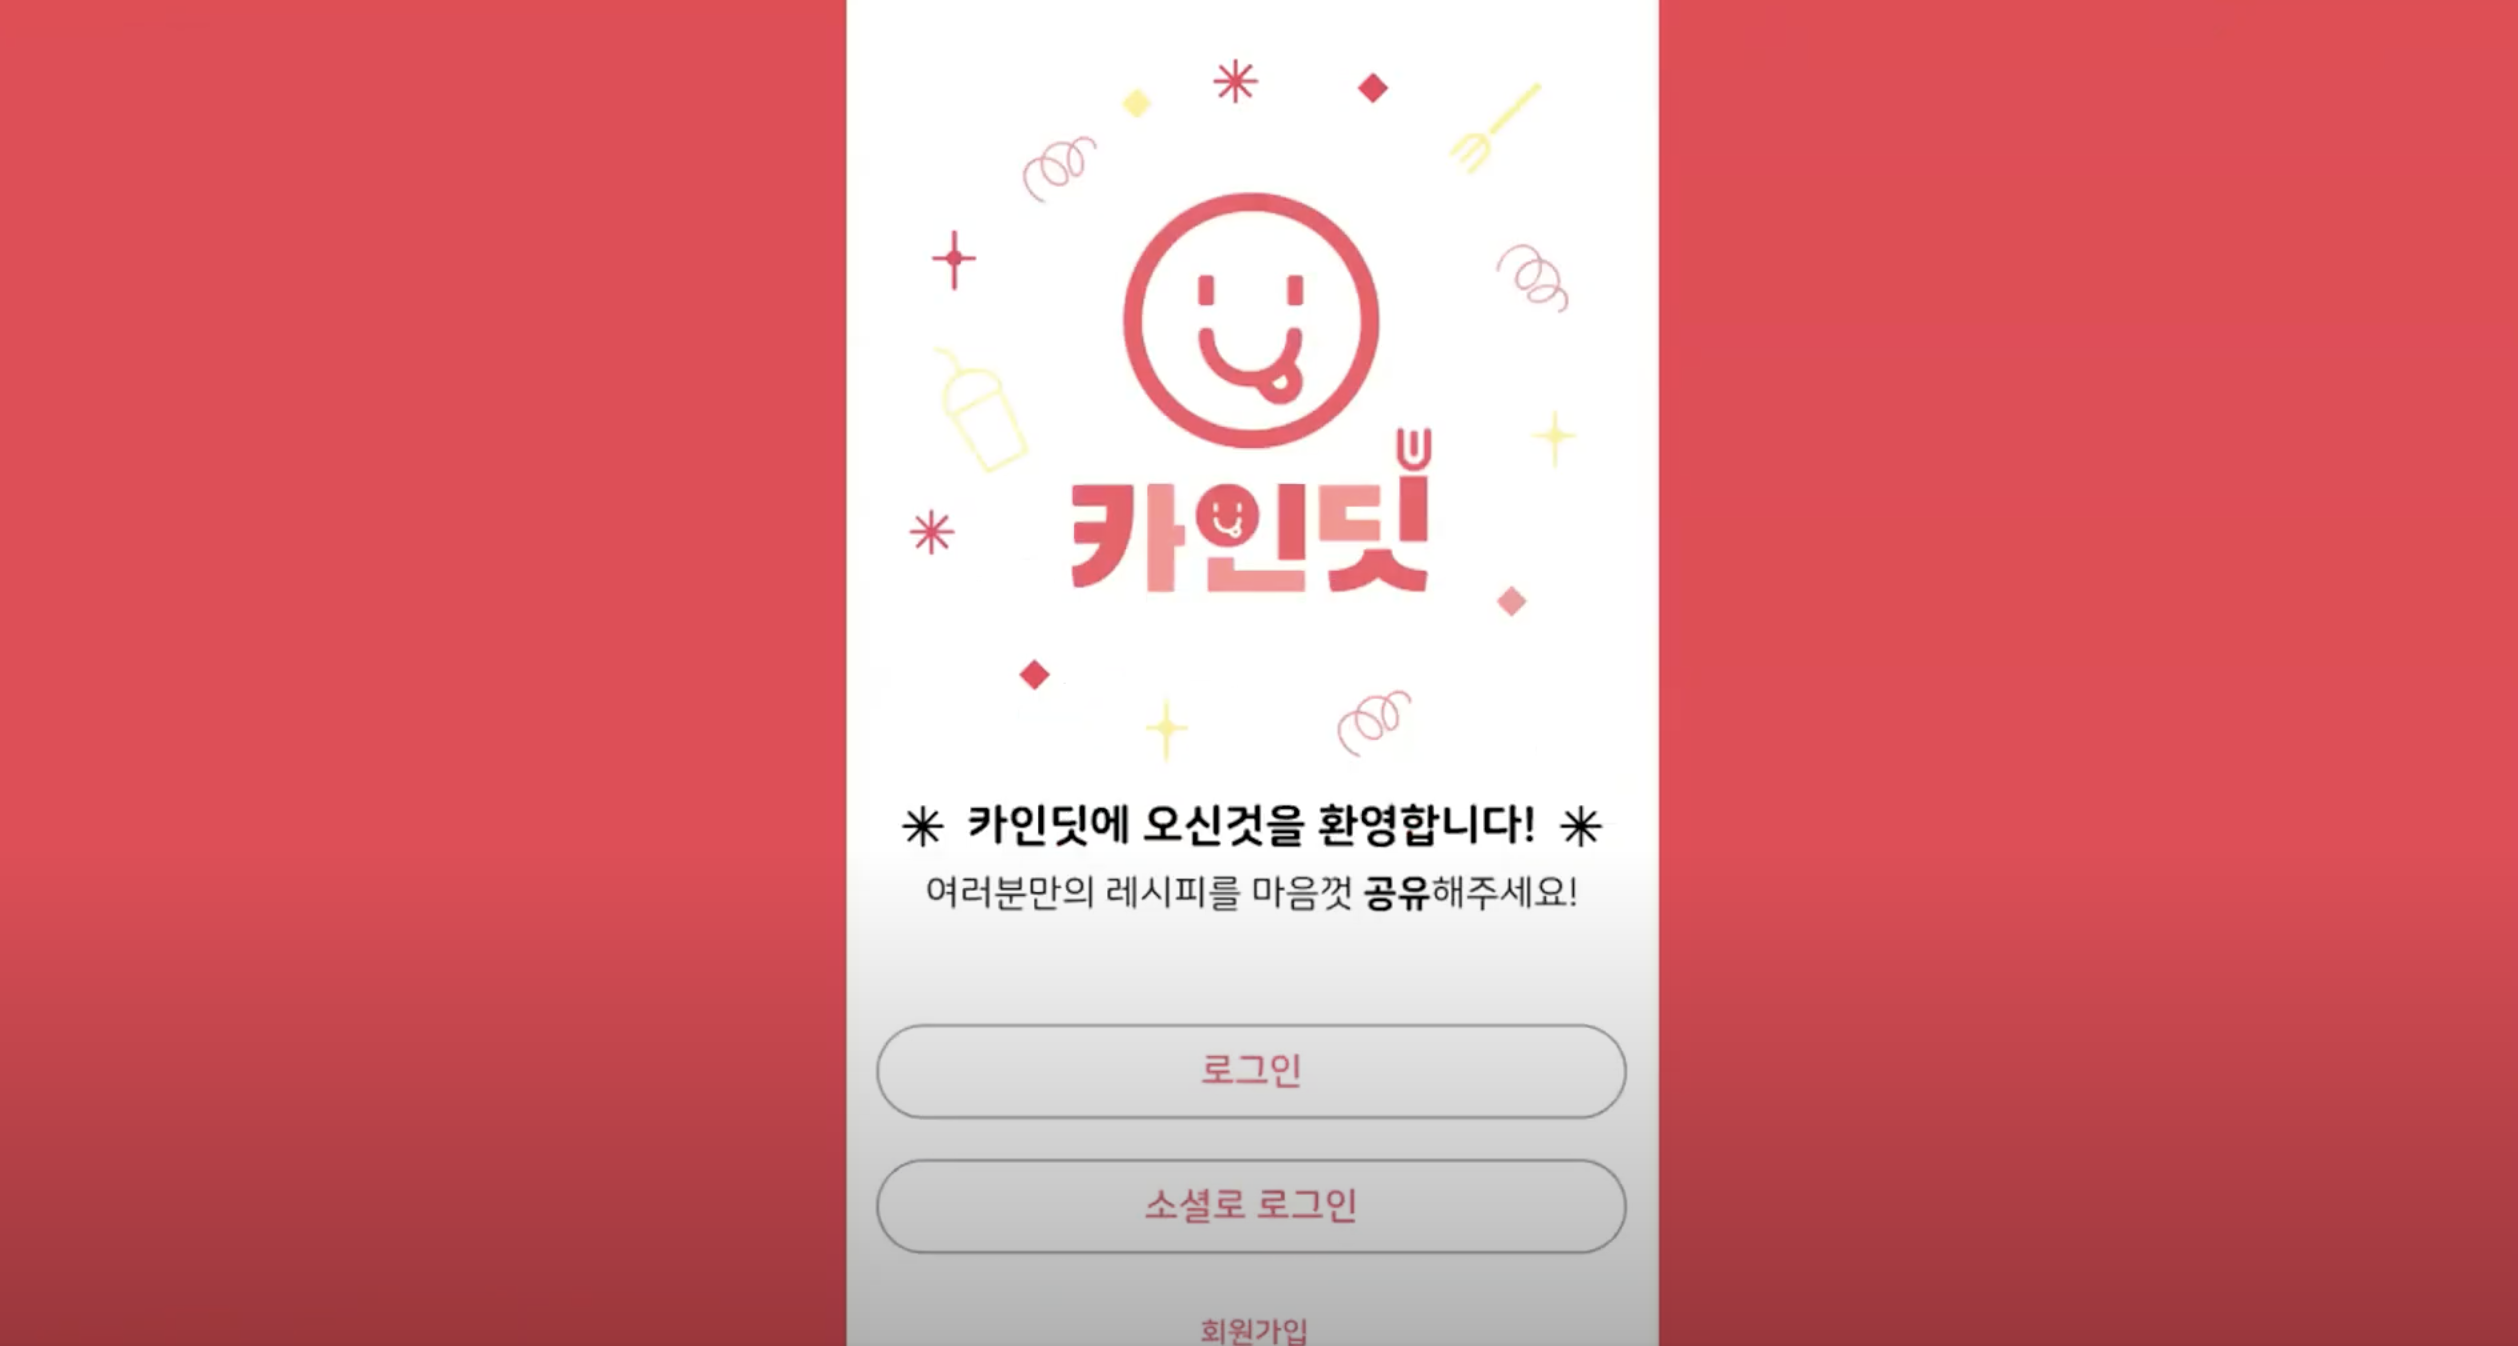 카인딧
카인딧에 오신것을 환영합니다!
여러분만의 레시피를 마음껏 공유해주세요!
로그인
소셜로 로그인
회원가입